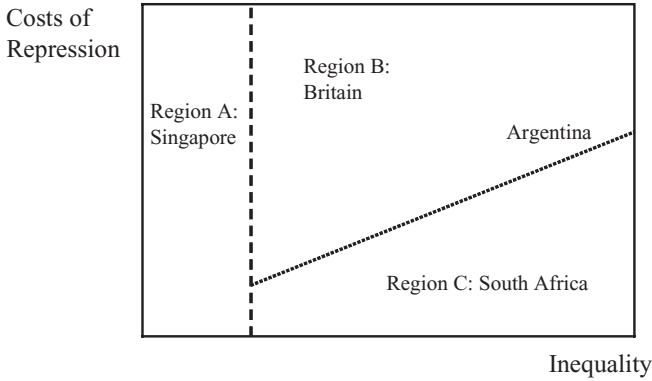 Costs of
Repression
Region B:
Britain
Region A:
Singapore
Argentina
Region C: South Africa
Inequality